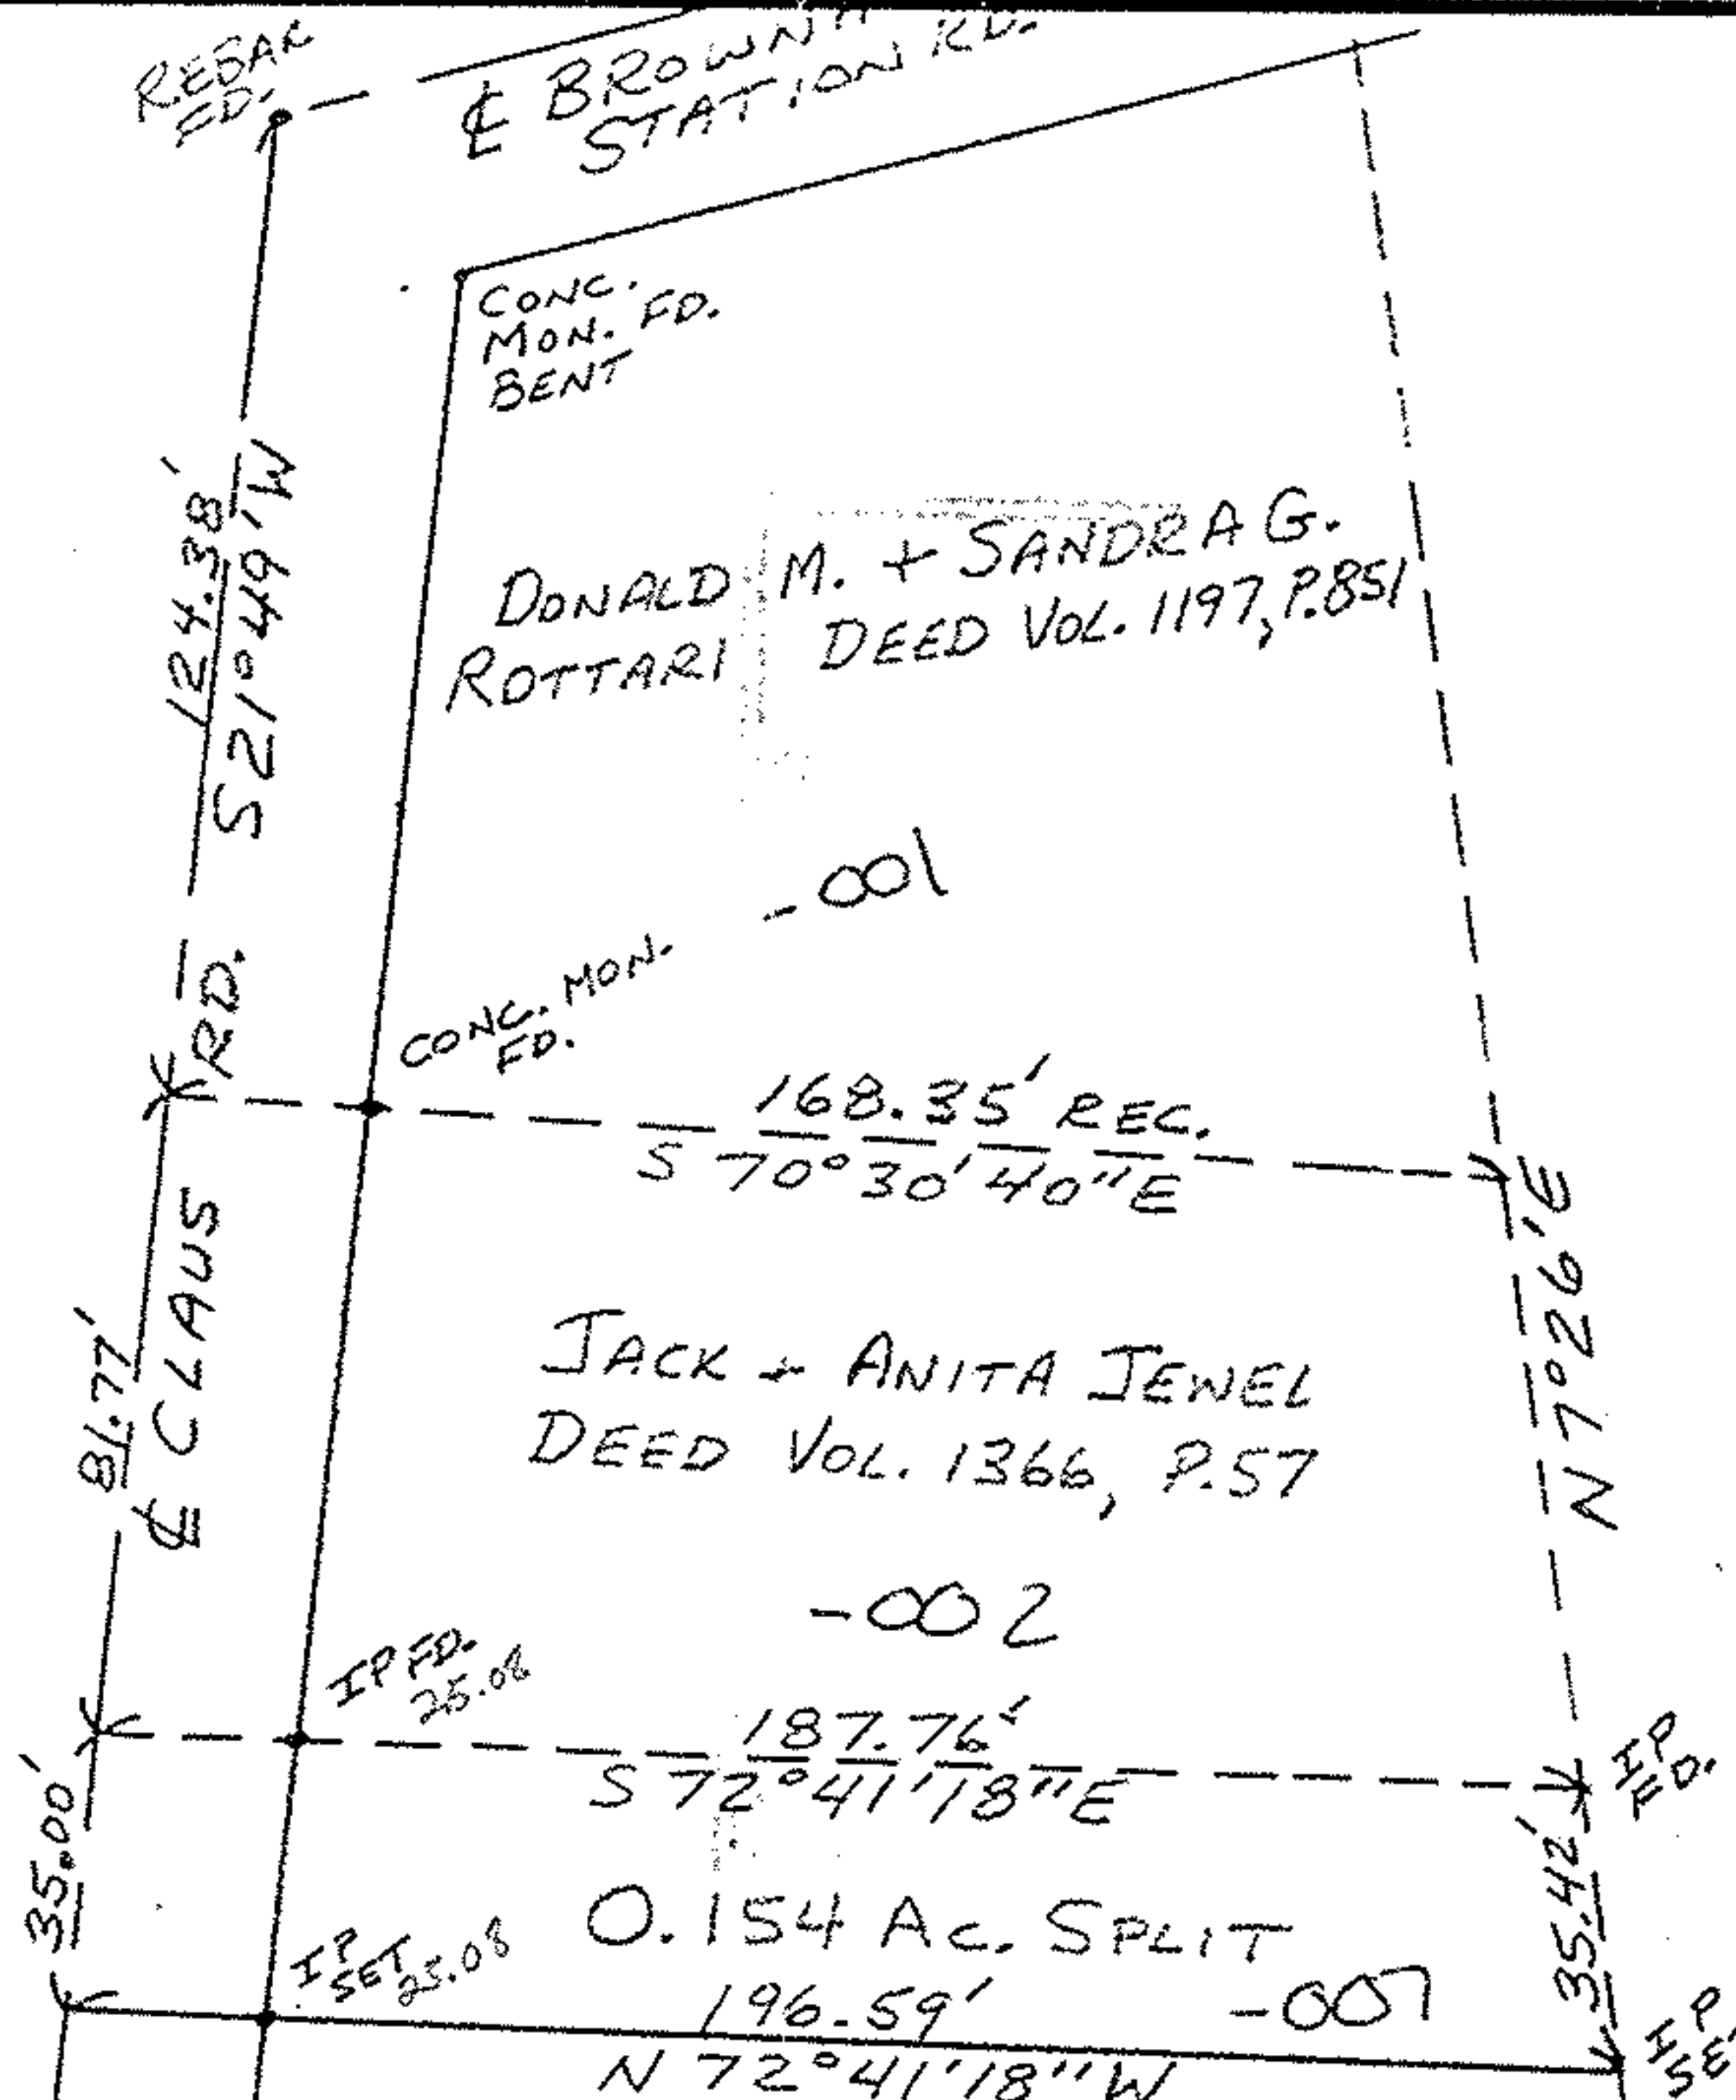 REBAR
FD.
℄ BROWN
STATION RD.
CONC.
MON. FD.
BENT
124.38'
S 21° 49' W
DONALD M. + SANDRA G.
ROTTARI DEED VOL. 1197, P.851
-001
CONC. MON.
FD.
168.35' REC.
S 70° 30' 40" E
81.77'
℄ CLAUS RD.
N 7° 26' E
JACK + ANITA JEWEL
DEED VOL. 1366, P.57
-002
IP FD.
25.08
187.76'
S 72° 41' 18" E
IP
FD.
35.00'
0.154 AC. SPLIT
35.42'
IP
SET
25.08
196.59'
-007
N 72° 41' 18" W
IP